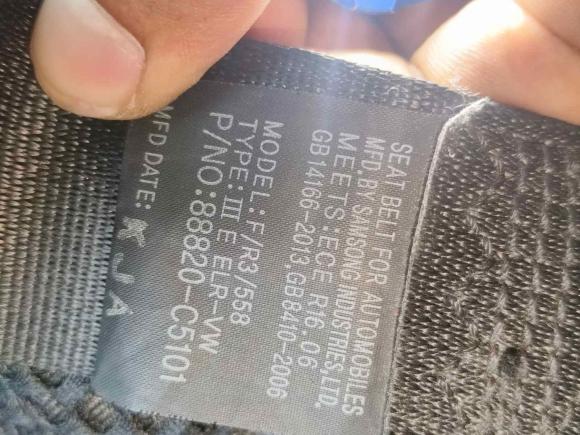 SEAT BELT FOR AUTOMOBILES
MFD.BY SAMSONG INDUSTRIES,LTD.
MEETS:ECE R16.06
GB14166-2013,GB8410-2006
MODEL:F/R3/558
TYPE:III E ELR-VW
P/NO:88820-C5101
MFD DATE: KJA